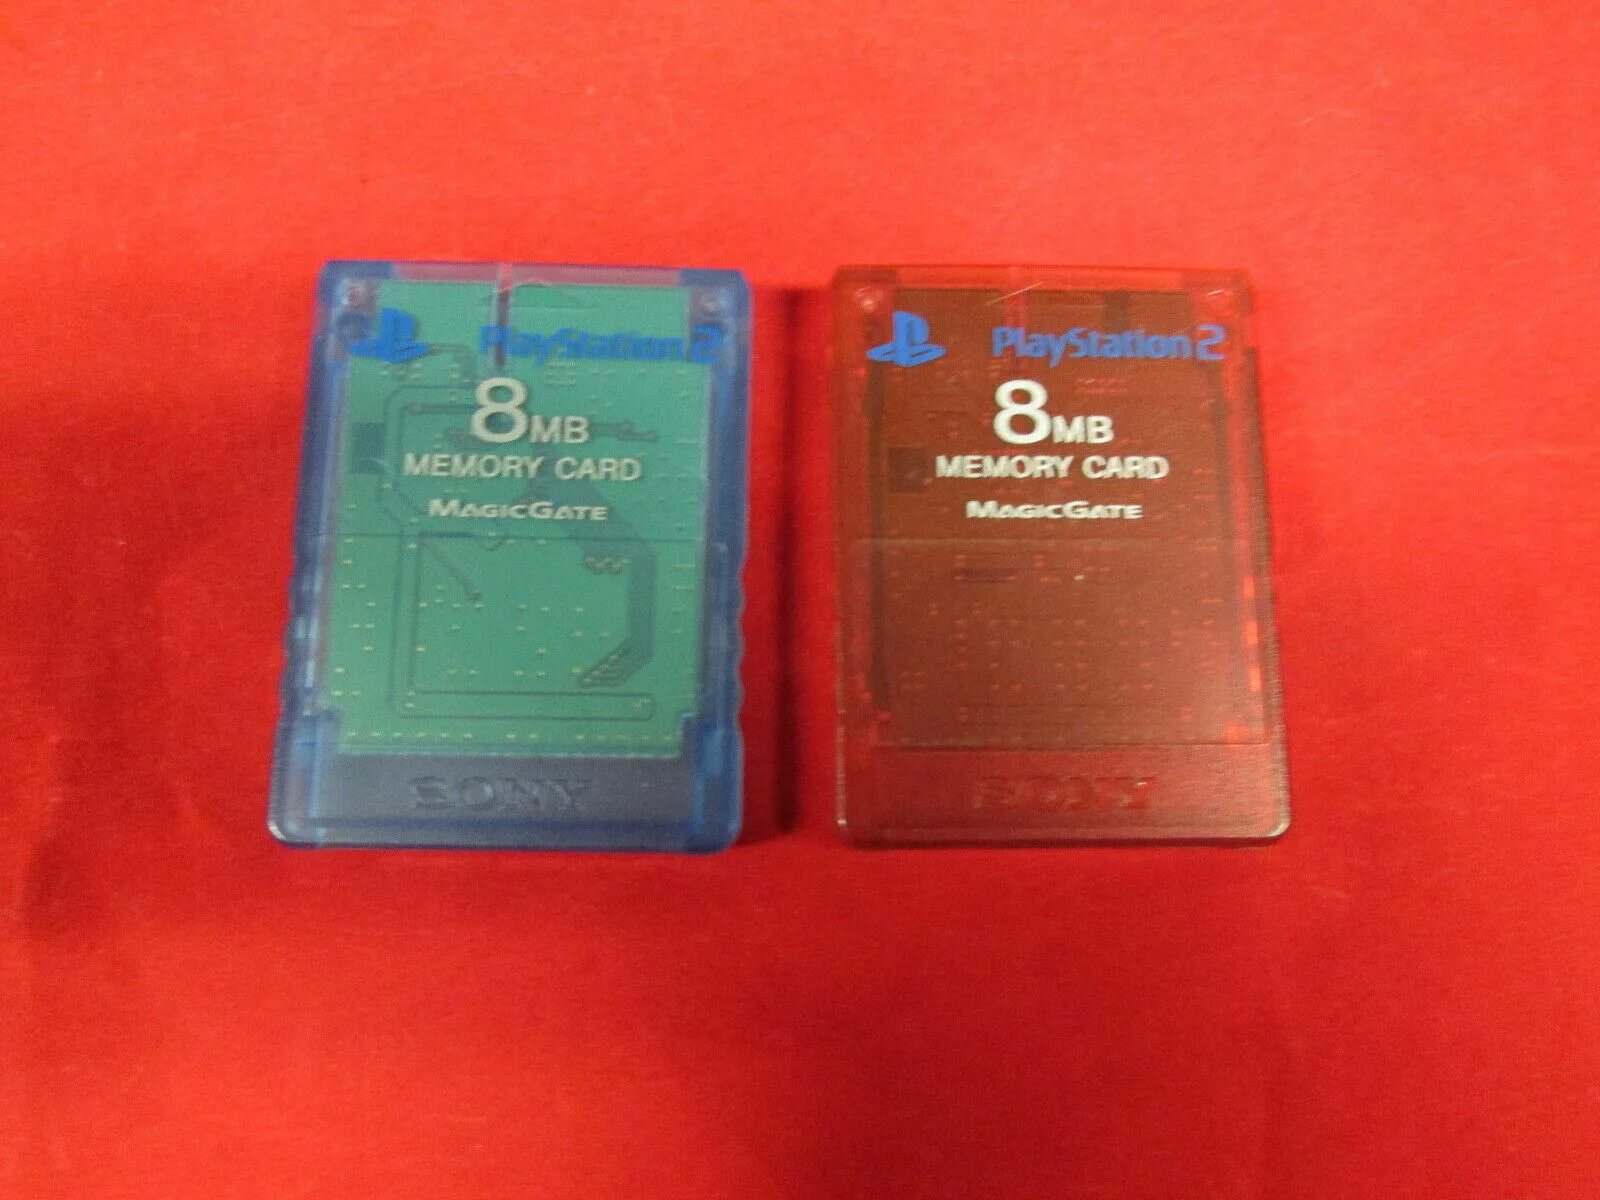 PlayStation 2
8MB
MEMORY CARD
MAGICGATE
SONY
PlayStation 2
8MB
MEMORY CARD
MAGICGATE
SONY